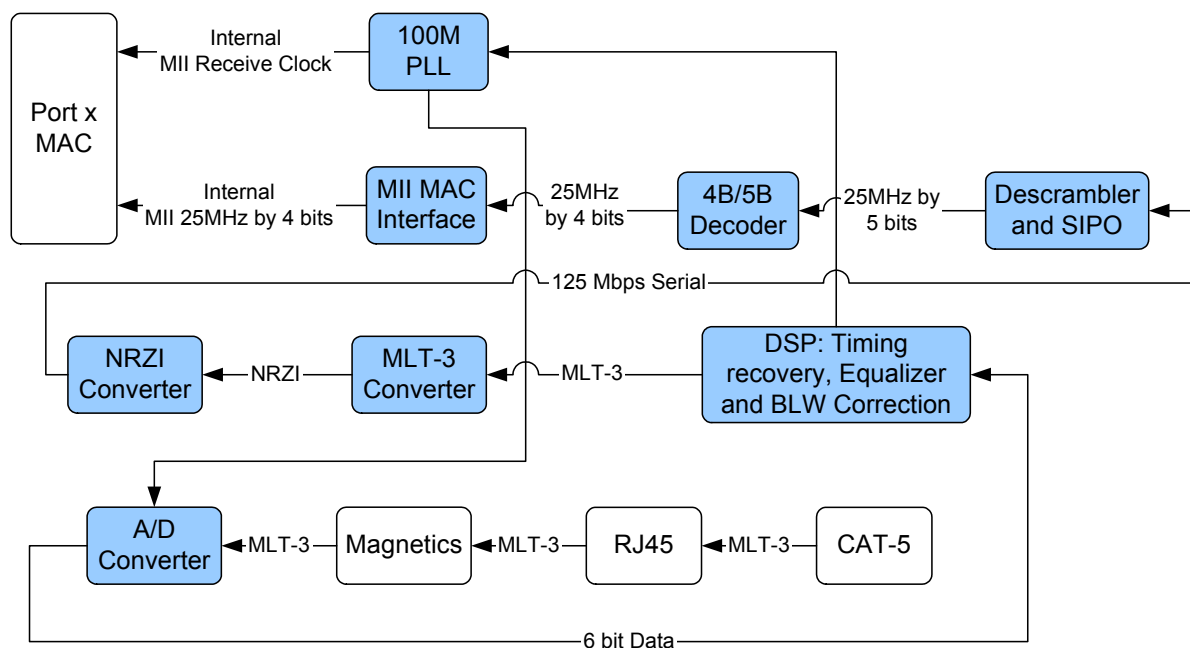 Port x
MAC
Internal
MII Receive Clock
100M
PLL
Internal
MII 25MHz by 4 bits
MII MAC
Interface
25MHz
by 4 bits
4B/5B
Decoder
25MHz by
5 bits
Descrambler
and SIPO
125 Mbps Serial
NRZI
Converter
NRZI
MLT-3
Converter
MLT-3
DSP: Timing
recovery, Equalizer
and BLW Correction
A/D
Converter
MLT-3
Magnetics
MLT-3
RJ45
MLT-3
CAT-5
6 bit Data